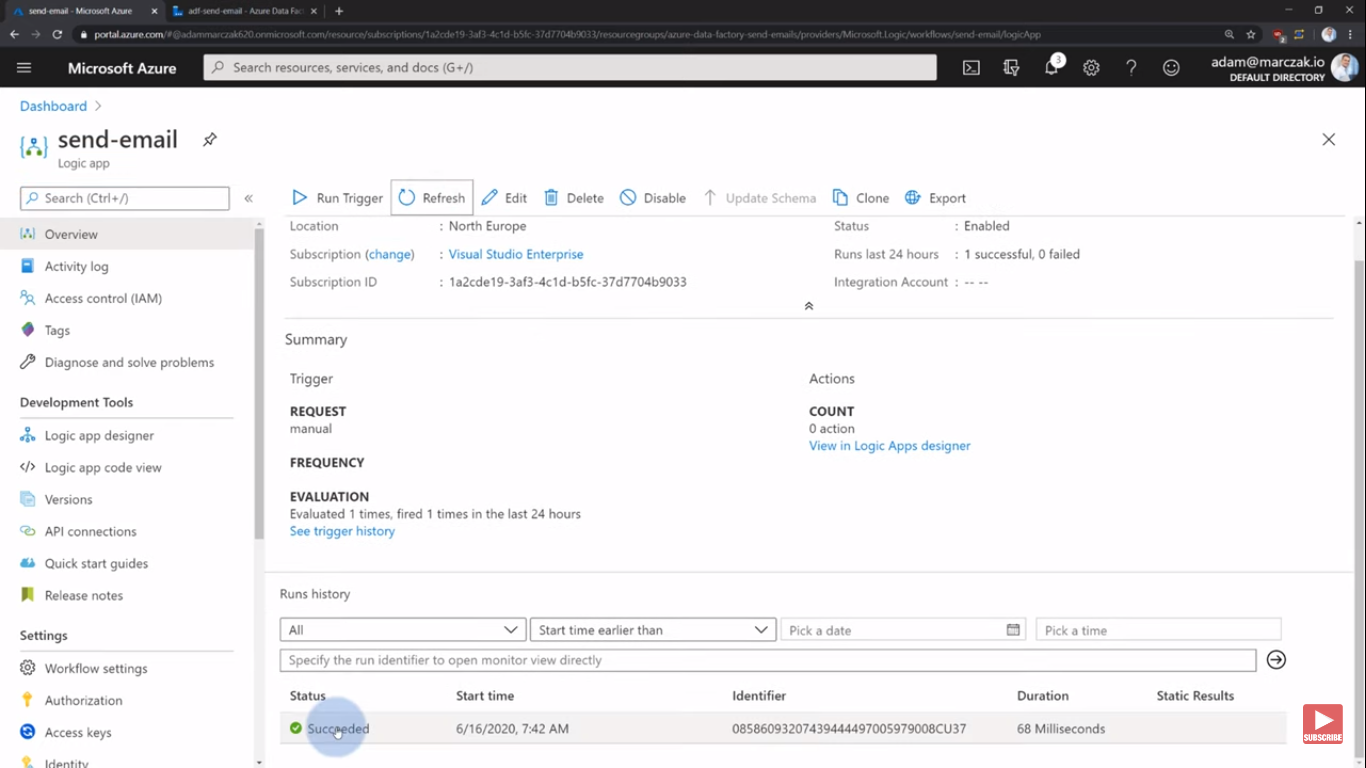 send-email - Microsoft Azure
adf-send-email - Azure Data Fac
portal.azure.com/#@adammarczak620.onmicrosoft.com/resource/subscriptions/1a2cde19-3af3-4c1d-b5fc-37d7704b9033/resourcegroups/azure-data-factory-send-emails/providers/Microsoft.Logic/workflows/send-email/logicApp
Microsoft Azure
Search resources, services, and docs (G+/)
3
adam@marczak.io
DEFAULT DIRECTORY
Dashboard >
send-email
Logic app
Search (Ctrl+/)
«
Run Trigger
Refresh
Edit
Delete
Disable
Update Schema
Clone
Export
Overview
Activity log
Access control (IAM)
Tags
Diagnose and solve problems
Development Tools
Logic app designer
Logic app code view
Versions
API connections
Quick start guides
Release notes
Settings
Workflow settings
Authorization
Access keys
Identity
Location : North Europe
Subscription (change) : Visual Studio Enterprise
Subscription ID : 1a2cde19-3af3-4c1d-b5fc-37d7704b9033
Status : Enabled
Runs last 24 hours : 1 successful, 0 failed
Integration Account : -- --
Summary
Trigger
REQUEST
manual
FREQUENCY
EVALUATION
Evaluated 1 times, fired 1 times in the last 24 hours
See trigger history
Actions
COUNT
0 action
View in Logic Apps designer
Runs history
All
Start time earlier than
Pick a date
Pick a time
Specify the run identifier to open monitor view directly
Status Start time Identifier Duration Static Results
Succeeded 6/16/2020, 7:42 AM 08586093207439444497005979008CU37 68 Milliseconds
SUBSCRIBE